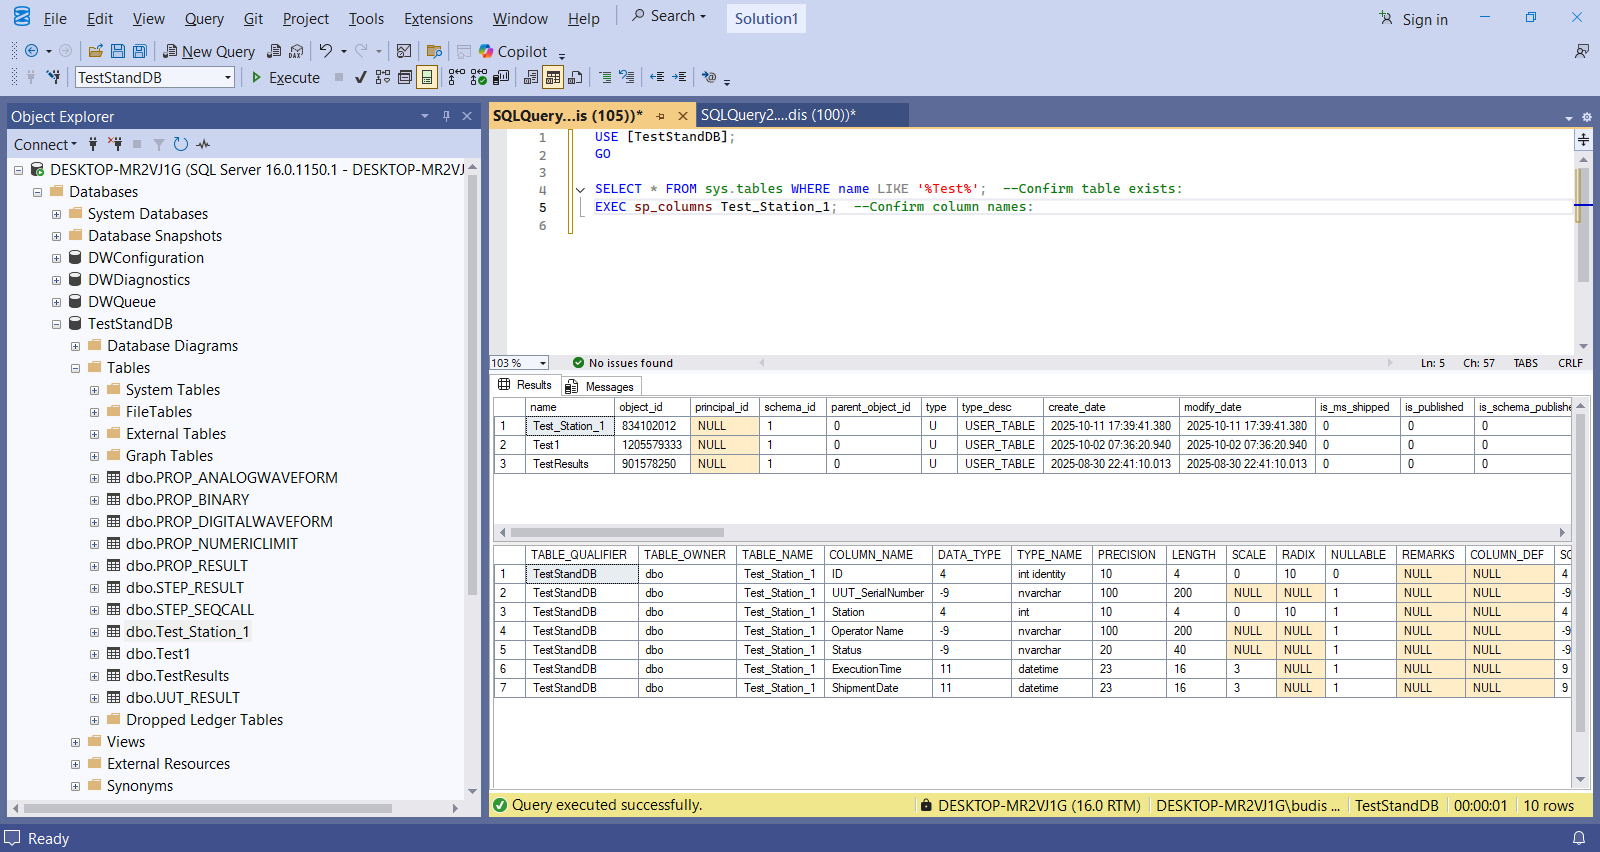 File Edit View Query Git Project Tools Extensions Window Help Search Solution1 Sign in
New Query DAX Copilot
TestStandDB Execute
Object Explorer
Connect
DESKTOP-MR2VJ1G (SQL Server 16.0.1150.1 - DESKTOP-MR2VJ
Databases
System Databases
Database Snapshots
DWConfiguration
DWDiagnostics
DWQueue
TestStandDB
Database Diagrams
Tables
System Tables
FileTables
External Tables
Graph Tables
dbo.PROP_ANALOGWAVEFORM
dbo.PROP_BINARY
dbo.PROP_DIGITALWAVEFORM
dbo.PROP_NUMERICLIMIT
dbo.PROP_RESULT
dbo.STEP_RESULT
dbo.STEP_SEQCALL
dbo.Test_Station_1
dbo.Test1
dbo.TestResults
dbo.UUT_RESULT
Dropped Ledger Tables
Views
External Resources
Synonyms
SQLQuery...is (105))* SQLQuery2....dis (100))*
1 USE [TestStandDB];
2 GO
3
4 SELECT * FROM sys.tables WHERE name LIKE '%Test%'; --Confirm table exists:
5 EXEC sp_columns Test_Station_1; --Confirm column names:
6
103 % No issues found Ln: 5 Ch: 57 TABS CRLF
Results Messages
name object_id principal_id schema_id parent_object_id type type_desc create_date modify_date is_ms_shipped is_published is_schema_publishe
1 Test_Station_1 834102012 NULL 1 0 U USER_TABLE 2025-10-11 17:39:41.380 2025-10-11 17:39:41.380 0 0 0
2 Test1 1205579333 NULL 1 0 U USER_TABLE 2025-10-02 07:36:20.940 2025-10-02 07:36:20.940 0 0 0
3 TestResults 901578250 NULL 1 0 U USER_TABLE 2025-08-30 22:41:10.013 2025-08-30 22:41:10.013 0 0 0
TABLE_QUALIFIER TABLE_OWNER TABLE_NAME COLUMN_NAME DATA_TYPE TYPE_NAME PRECISION LENGTH SCALE RADIX NULLABLE REMARKS COLUMN_DEF SC
1 TestStandDB dbo Test_Station_1 ID 4 int identity 10 4 0 10 0 NULL NULL 4
2 TestStandDB dbo Test_Station_1 UUT_SerialNumber -9 nvarchar 100 200 NULL NULL 1 NULL NULL -9
3 TestStandDB dbo Test_Station_1 Station 4 int 10 4 0 10 1 NULL NULL 4
4 TestStandDB dbo Test_Station_1 Operator Name -9 nvarchar 100 200 NULL NULL 1 NULL NULL -9
5 TestStandDB dbo Test_Station_1 Status -9 nvarchar 20 40 NULL NULL 1 NULL NULL -9
6 TestStandDB dbo Test_Station_1 ExecutionTime 11 datetime 23 16 3 NULL 1 NULL NULL 9
7 TestStandDB dbo Test_Station_1 ShipmentDate 11 datetime 23 16 3 NULL 1 NULL NULL 9
Query executed successfully. DESKTOP-MR2VJ1G (16.0 RTM) DESKTOP-MR2VJ1G\budis ... TestStandDB 00:00:01 10 rows
Ready